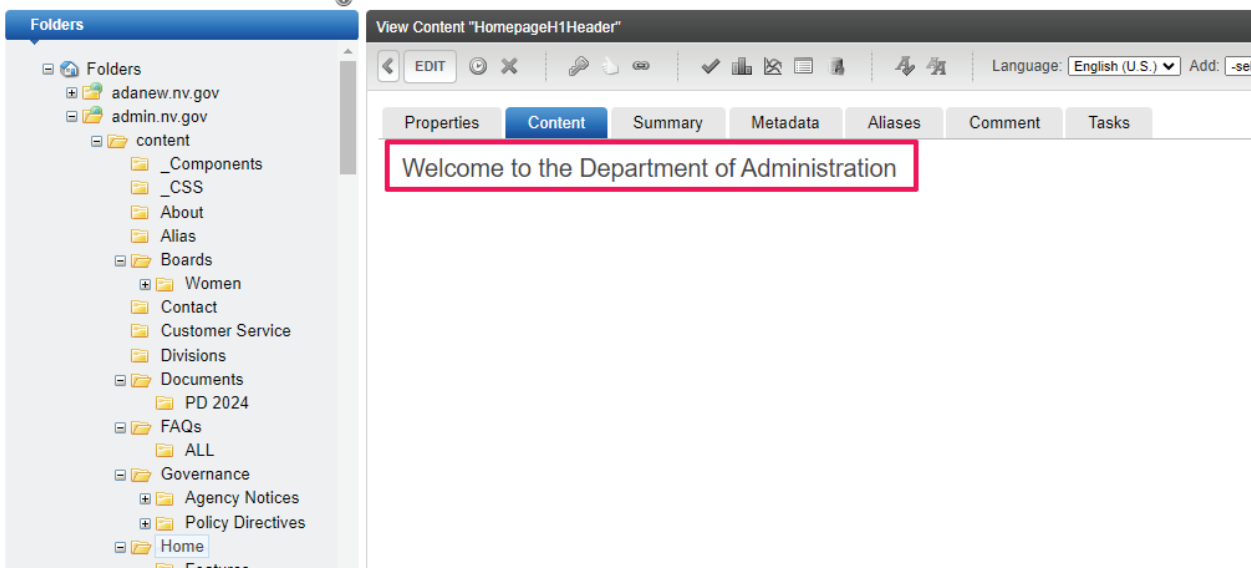 Folders
Folders
adanew.nv.gov
admin.nv.gov
content
_Components
_CSS
About
Alias
Boards
Women
Contact
Customer Service
Divisions
Documents
PD 2024
FAQs
ALL
Governance
Agency Notices
Policy Directives
Home
Features
View Content "HomepageH1Header"
EDIT
Language: English (U.S.) Add: -sel
Properties Content Summary Metadata Aliases Comment Tasks
Welcome to the Department of Administration